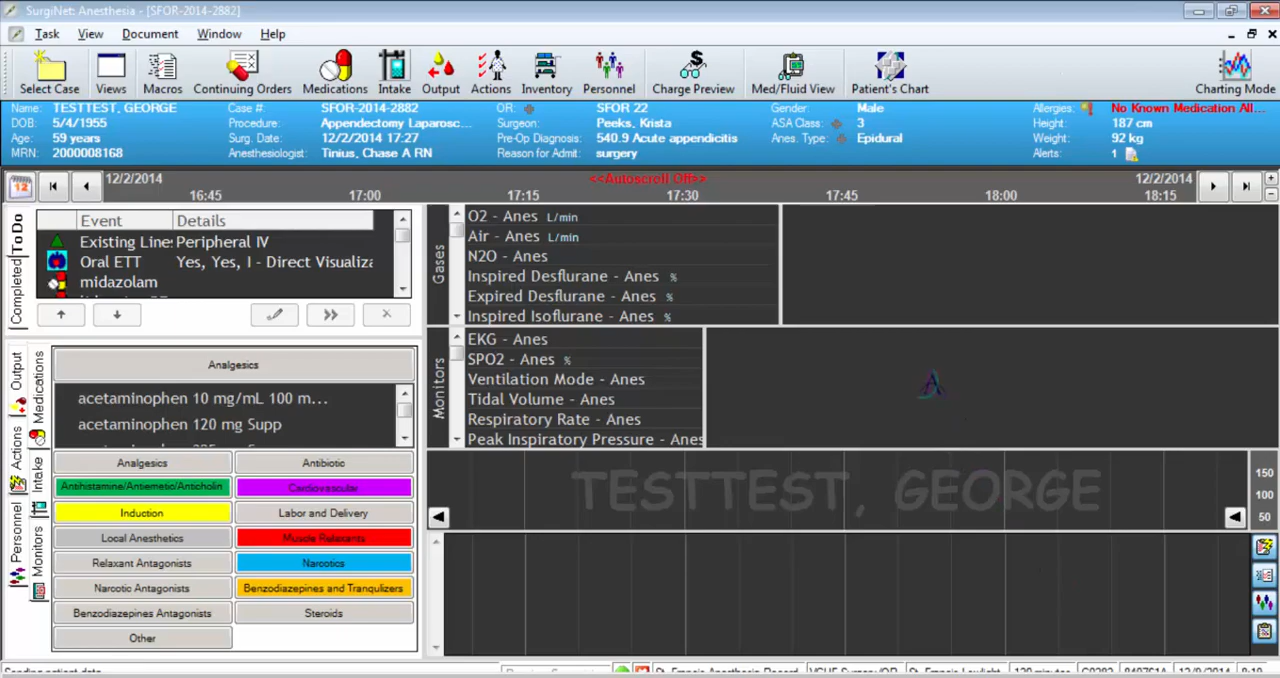 SurgiNet: Anesthesia - [SFOR-2014-2882]
Task View Document Window Help
Select Case Views Macros Continuing Orders Medications Intake Output Actions Inventory Personnel Charge Preview Med/Fluid View Patient's Chart Charting Mode
Name: TESTTEST, GEORGE Case #: SFOR-2014-2882 OR: SFOR 22 Gender: Male Allergies: No Known Medication All...
DOB: 5/4/1955 Procedure: Appendectomy Laparosc... Surgeon: Peeks, Krista ASA Class: 3 Height: 187 cm
Age: 59 years Surg. Date: 12/2/2014 17:27 Pre-Op Diagnosis: 540.9 Acute appendicitis Anes. Type: Epidural Weight: 92 kg
MRN: 2000008168 Anesthesiologist: Tinius, Chase A RN Reason for Admit: surgery Alerts: 1
12 12/2/2014 <<Autoscroll Off>> 12/2/2014
16:45 17:00 17:15 17:30 17:45 18:00 18:15
To Do
Completed
Event Details
Existing Line: Peripheral IV
Oral ETT Yes, Yes, I - Direct Visualiza
midazolam
Gases
O2 - Anes L/min
Air - Anes L/min
N2O - Anes
Inspired Desflurane - Anes %
Expired Desflurane - Anes %
Inspired Isoflurane - Anes %
Monitors
EKG - Anes
SPO2 - Anes %
Ventilation Mode - Anes
Tidal Volume - Anes
Respiratory Rate - Anes
Peak Inspiratory Pressure - Anes
Output
Actions
Personnel
Medications
Intake
Monitors
Analgesics
acetaminophen 10 mg/mL 100 m...
acetaminophen 120 mg Supp
Analgesics Antibiotic
Antihistamine/Antiemetic/Anticholin Cardiovascular
Induction Labor and Delivery
Local Anesthetics Muscle Relaxants
Relaxant Antagonists Narcotics
Narcotic Antagonists Benzodiazepines and Tranqulizers
Benzodiazepines Antagonists Steroids
Other
A
TESTTEST, GEORGE
150
100
50